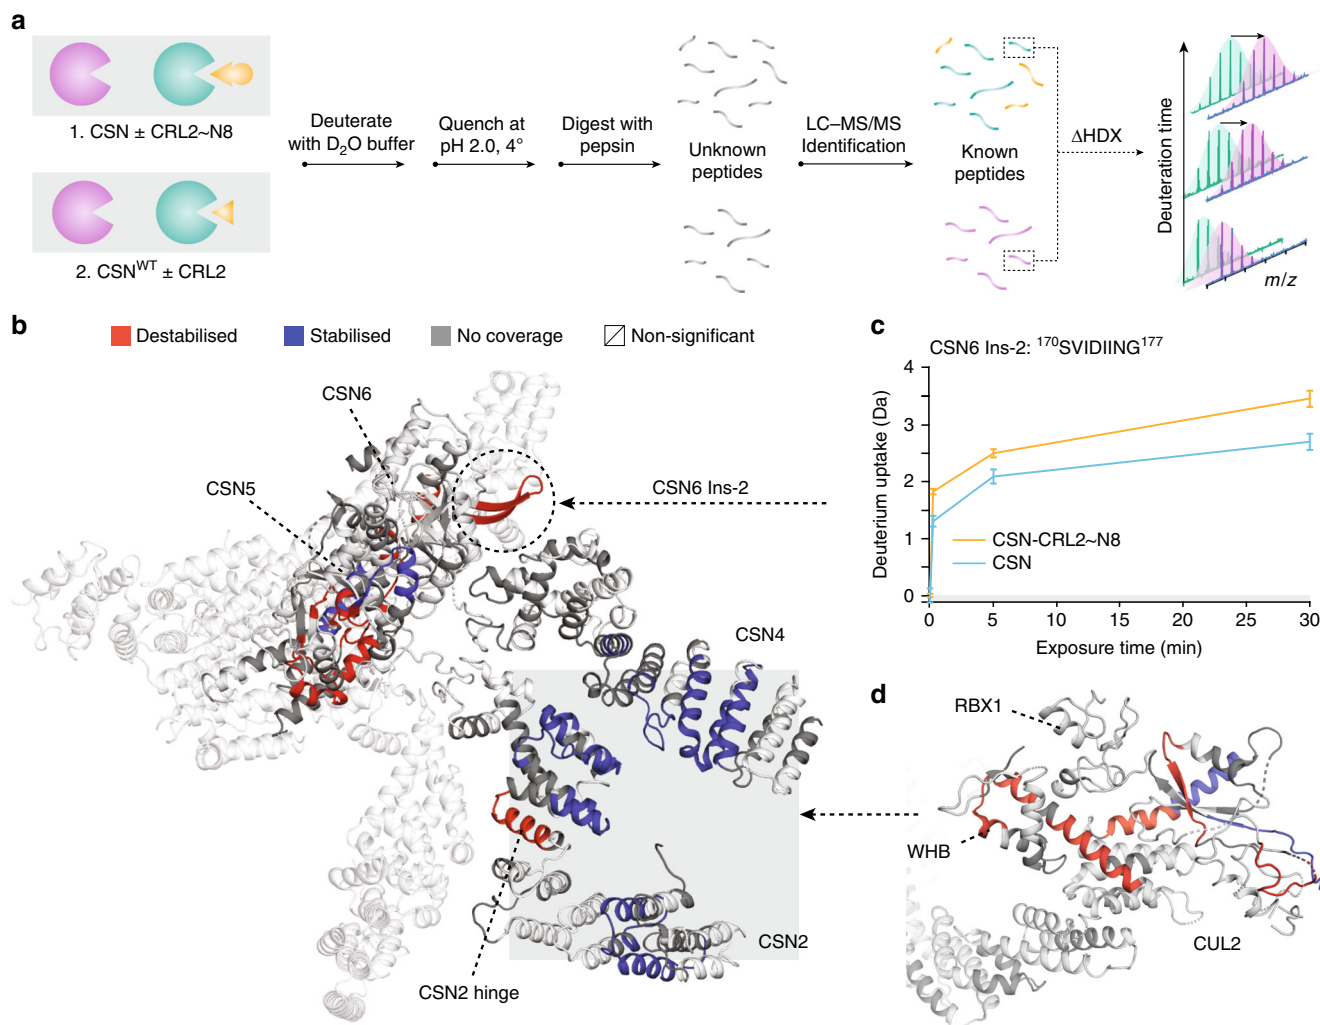 a
1. CSN ± CRL2~N8
2. CSN^WT ± CRL2
Deuterate
with D₂O buffer
Quench at
pH 2.0, 4°
Digest with
pepsin
Unknown
peptides
LC–MS/MS
Identification
Known
peptides
ΔHDX
Deuteration time
m/z
b
Destabilised
Stabilised
No coverage
Non-significant
CSN6
CSN5
CSN6 Ins-2
CSN4
CSN2
CSN2 hinge
c
CSN6 Ins-2: ¹⁷⁰SVIDIING¹⁷⁷
Deuterium uptake (Da)
4
3
2
1
0
CSN-CRL2~N8
CSN
0
5
10
15
20
25
30
Exposure time (min)
d
RBX1
WHB
CUL2